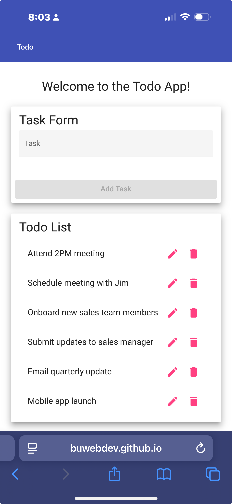 8:03
Todo
Welcome to the Todo App!
Task Form
Task
Add Task
Todo List
Attend 2PM meeting
Schedule meeting with Jim
Onboard new sales team members
Submit updates to sales manager
Email quarterly update
Mobile app launch
buwebdev.github.io